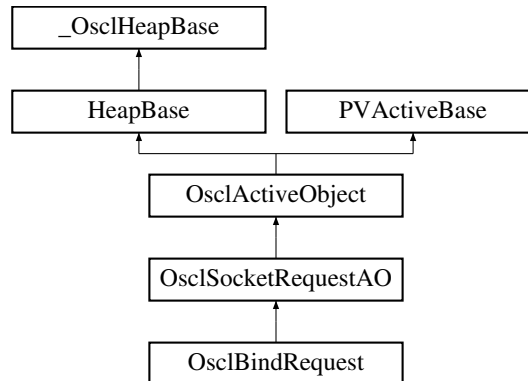 _OsclHeapBase
HeapBase
PVActiveBase
OsclActiveObject
OsclSocketRequestAO
OsclBindRequest